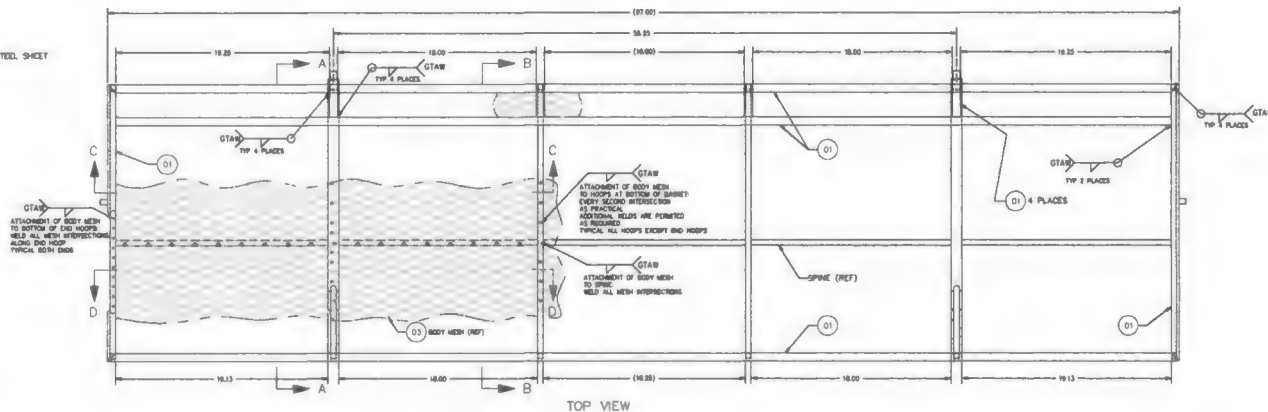 (97.00)
56.25
19.25
18.00
(18.00)
18.00
19.25
TEEL SHEET
A
B
GTAW
TYP 4 PLACES
GTAW
TYP 4 PLACES
GTAW
TYP 4 PLACES
C
C
01
01
GTAW
TYP 2 PLACES
01 4 PLACES
GTAW
ATTACHMENT OF BODY MESH
TO HOOPS AT BOTTOM OF BASKET:
EVERY SECOND INTERSECTION
AS PRACTICAL
ADDITIONAL WELDS ARE PERMITED
AS REQUIRED
TYPICAL ALL HOOPS EXCEPT END HOOPS
GTAW
ATTACHMENT OF BODY MESH
TO BOTTOM OF END HOOPS
WELD ALL MESH INTERSECTIONS
ALONG END HOOP
TYPICAL BOTH ENDS
GTAW
ATTACHMENT OF BODY MESH
TO SPINE:
WELD ALL MESH INTERSECTIONS
SPINE (REF)
D
D
03 BODY MESH (REF)
01
01
19.13
18.00
(18.25)
18.00
19.13
A
B
TOP VIEW